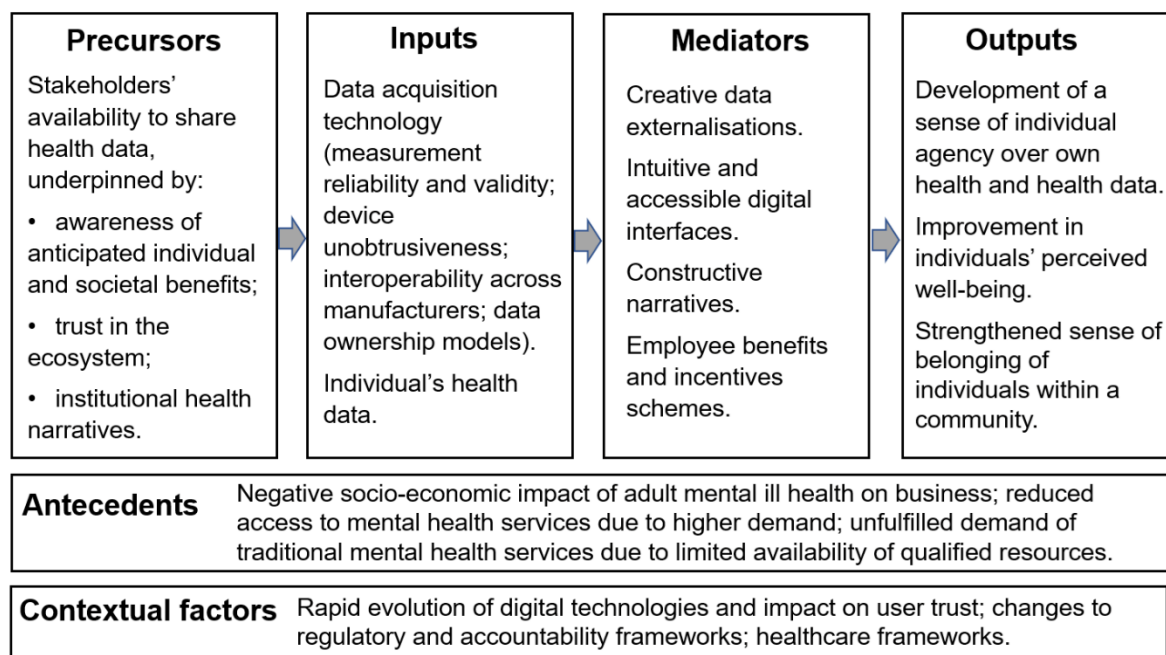 Precursors
Stakeholders'
availability to share
health data,
underpinned by:
• awareness of
anticipated individual
and societal benefits;
• trust in the
ecosystem;
• institutional health
narratives.
Inputs
Data acquisition
technology
(measurement
reliability and validity;
device
unobtrusiveness;
interoperability across
manufacturers; data
ownership models).
Individual's health
data.
Mediators
Creative data
externalisations.
Intuitive and
accessible digital
interfaces.
Constructive
narratives.
Employee benefits
and incentives
schemes.
Outputs
Development of a
sense of individual
agency over own
health and health data.
Improvement in
individuals' perceived
well-being.
Strengthened sense of
belonging of
individuals within a
community.
Antecedents
Negative socio-economic impact of adult mental ill health on business; reduced
access to mental health services due to higher demand; unfulfilled demand of
traditional mental health services due to limited availability of qualified resources.
Contextual factors
Rapid evolution of digital technologies and impact on user trust; changes to
regulatory and accountability frameworks; healthcare frameworks.